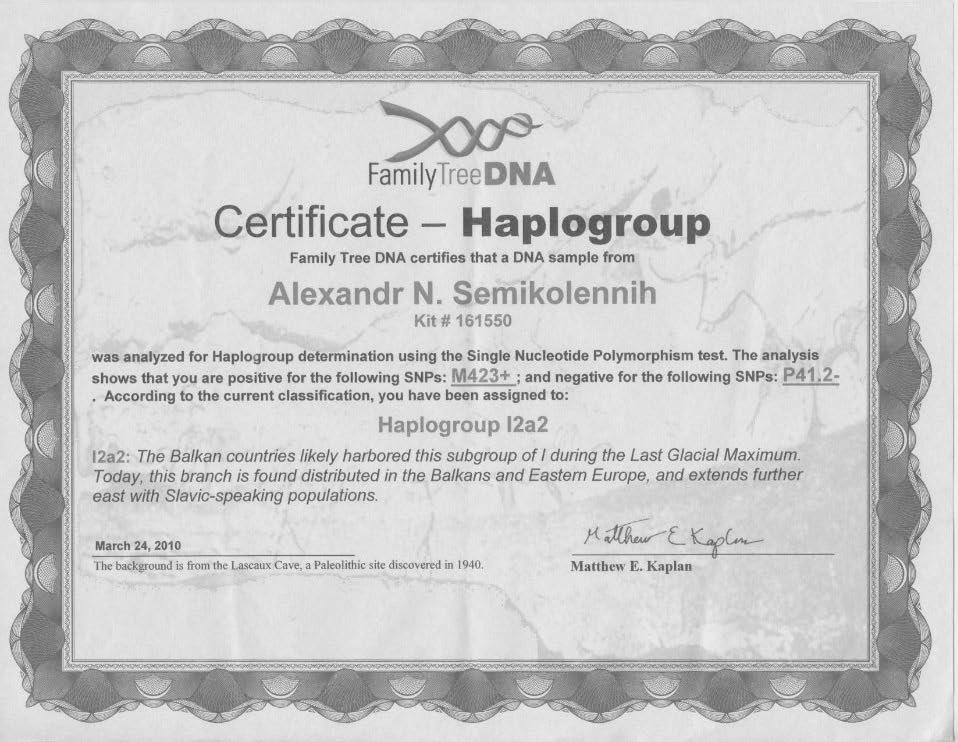 FamilyTreeDNA
Certificate – Haplogroup
Family Tree DNA certifies that a DNA sample from
Alexandr N. Semikolennih
Kit # 161550
was analyzed for Haplogroup determination using the Single Nucleotide Polymorphism test. The analysis
shows that you are positive for the following SNPs: M423+ ; and negative for the following SNPs: P41.2-
. According to the current classification, you have been assigned to:
Haplogroup I2a2
I2a2: The Balkan countries likely harbored this subgroup of I during the Last Glacial Maximum.
Today, this branch is found distributed in the Balkans and Eastern Europe, and extends further
east with Slavic-speaking populations.
Matthew E Kaplan
March 24, 2010
The background is from the Lascaux Cave, a Paleolithic site discovered in 1940.
Matthew E. Kaplan